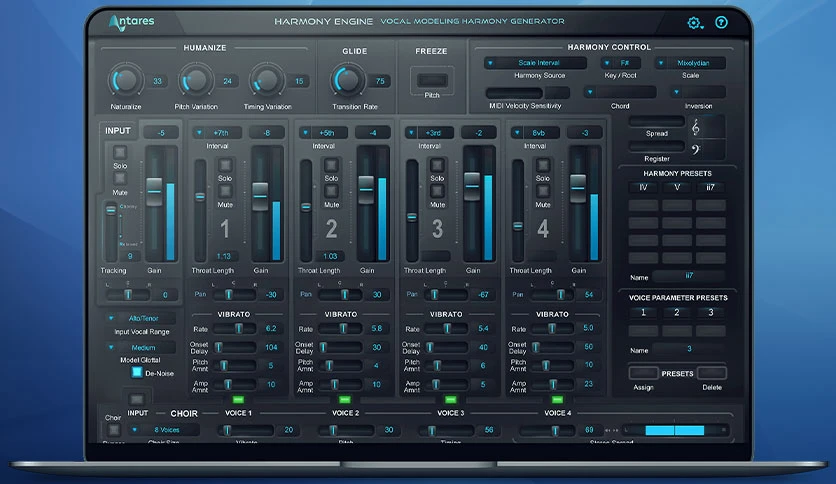 Antares
HARMONY ENGINE VOCAL MODELING HARMONY GENERATOR
HUMANIZE
33
24
15
Naturalize
Pitch Variation
Timing Variation
GLIDE
75
Transition Rate
FREEZE
Pitch
HARMONY CONTROL
Scale Interval
F#
Mixolydian
Harmony Source
Key / Root
Scale
MIDI Velocity Sensitivity
Chord
Inversion
Spread
Register
INPUT
-5
Solo
Mute
9
Tracking
Gain
L C R
0
Alto/Tenor
Input Vocal Range
Medium
Model Glottal
De-Noise
+7th
-8
Interval
Solo
Mute
1
1.13
Throat Length
Gain
L C R
Pan
-30
VIBRATO
Rate
6.2
Onset
Delay
104
Pitch
Amnt
5
Amp
Amnt
10
+5th
-4
Interval
Solo
Mute
2
1.03
Throat Length
Gain
L C R
Pan
30
VIBRATO
Rate
5.8
Onset
Delay
30
Pitch
Amnt
4
Amp
Amnt
10
+3rd
-2
Interval
Solo
Mute
3
Throat Length
Gain
L C R
Pan
-67
VIBRATO
Rate
5.4
Onset
Delay
40
Pitch
Amnt
6
Amp
Amnt
5
8vb
-3
Interval
Solo
Mute
4
Throat Length
Gain
L C R
Pan
54
VIBRATO
Rate
5.0
Onset
Delay
50
Pitch
Amnt
10
Amp
Amnt
23
HARMONY PRESETS
IV
V
ii7
Name
ii7
VOICE PARAMETER PRESETS
1
2
3
Name
3
PRESETS
Assign
Delete
Choir
INPUT
CHOIR
VOICE 1
VOICE 2
VOICE 3
VOICE 4
8 Voices
20
30
56
69
Choir Size
Vibrato
Pitch
Timing
Stereo Spread